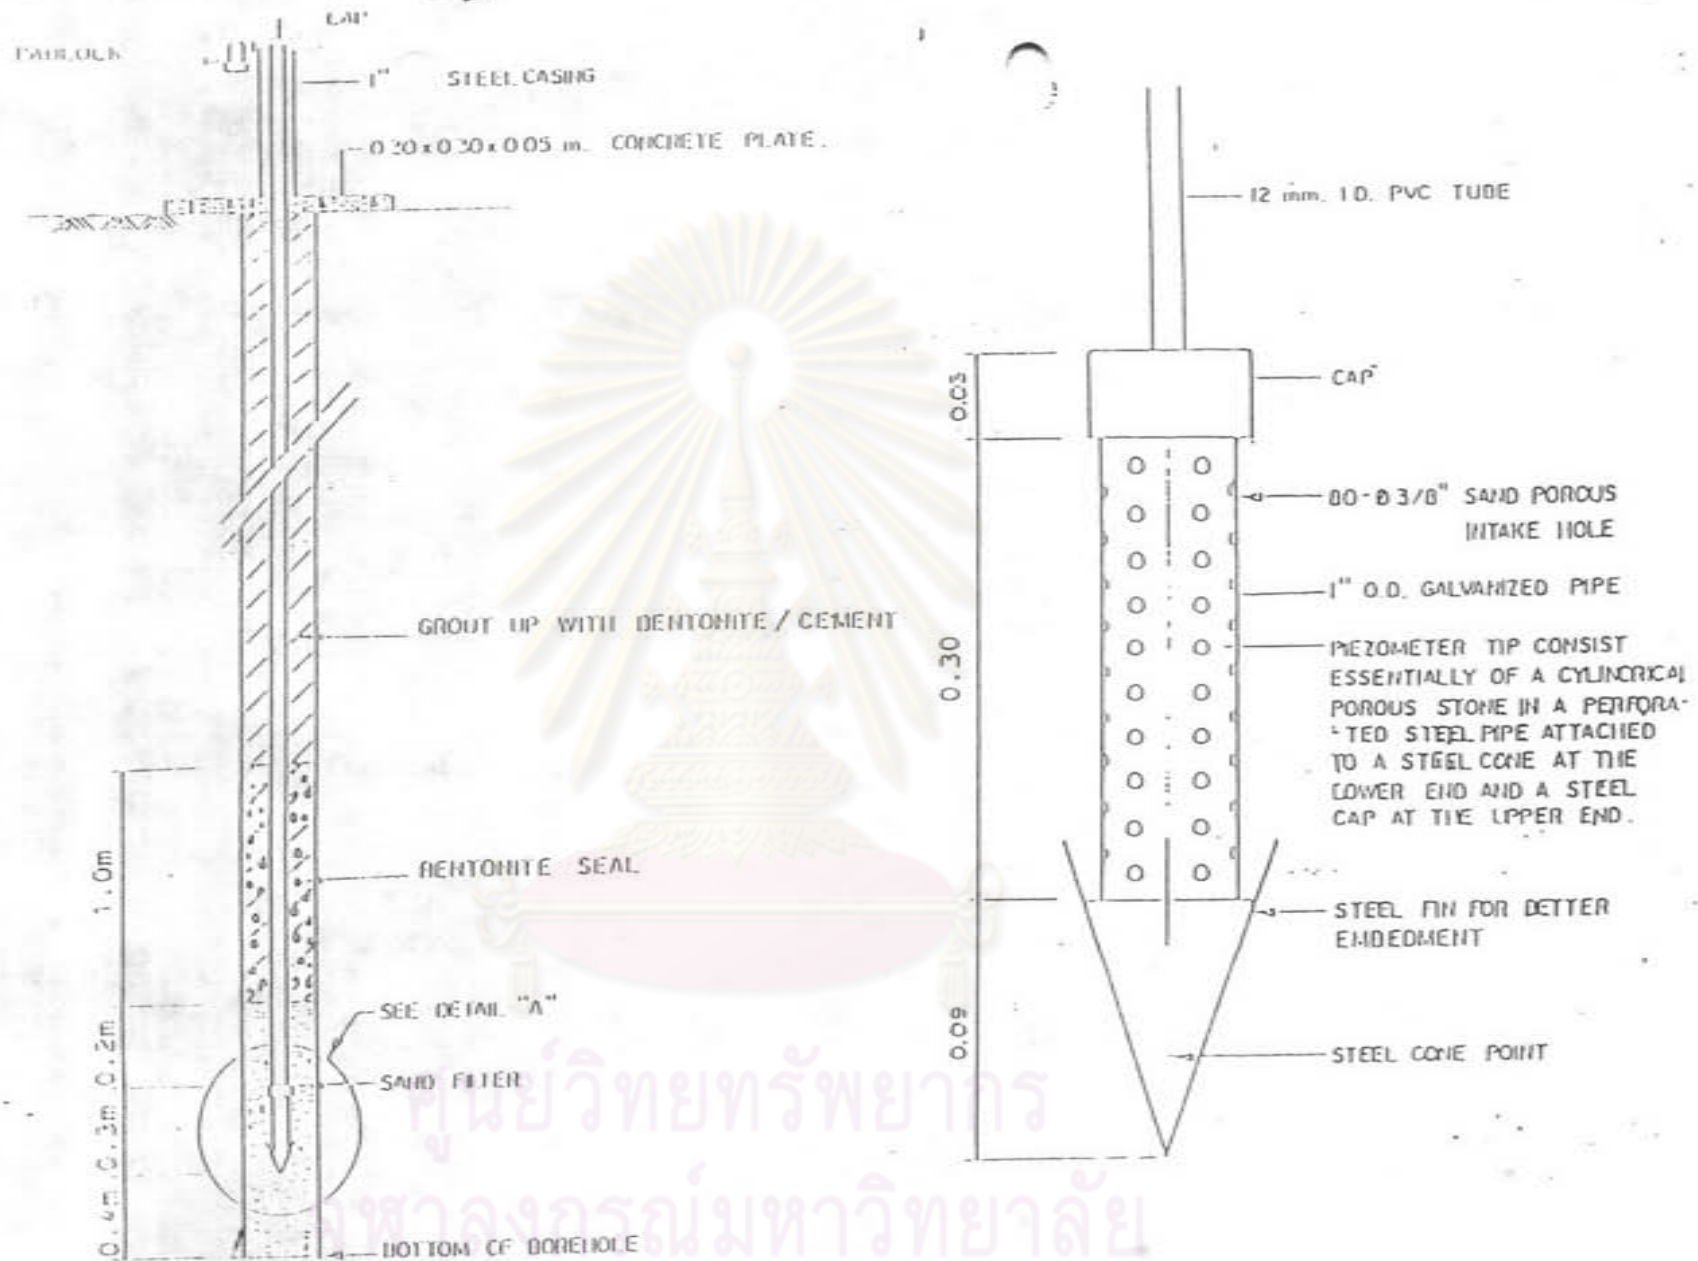 CAP
PADLOCK
1" STEEL CASING
0.30x0.30x0.05 m. CONCRETE PLATE.
GROUT UP WITH BENTONITE / CEMENT
BENTONITE SEAL
SEE DETAIL "A"
SAND FILTER
BOTTOM OF BOREHOLE
1.0m
0.2m
0.3m
0.4m
12 mm. I.D. PVC TUBE
CAP
80-Ø 3/8" SAND POROUS
INTAKE HOLE
1" O.D. GALVANIZED PIPE
PIEZOMETER TIP CONSIST
ESSENTIALLY OF A CYLINDRICAL
POROUS STONE IN A PERFORA-
-TED STEEL PIPE ATTACHED
TO A STEEL CONE AT THE
LOWER END AND A STEEL
CAP AT THE UPPER END.
STEEL FIN FOR BETTER
EMBEDMENT
STEEL CONE POINT
0.03
0.30
0.09
ศูนย์วิทยทรัพยากร
จุฬาลงกรณ์มหาวิทยาลัย